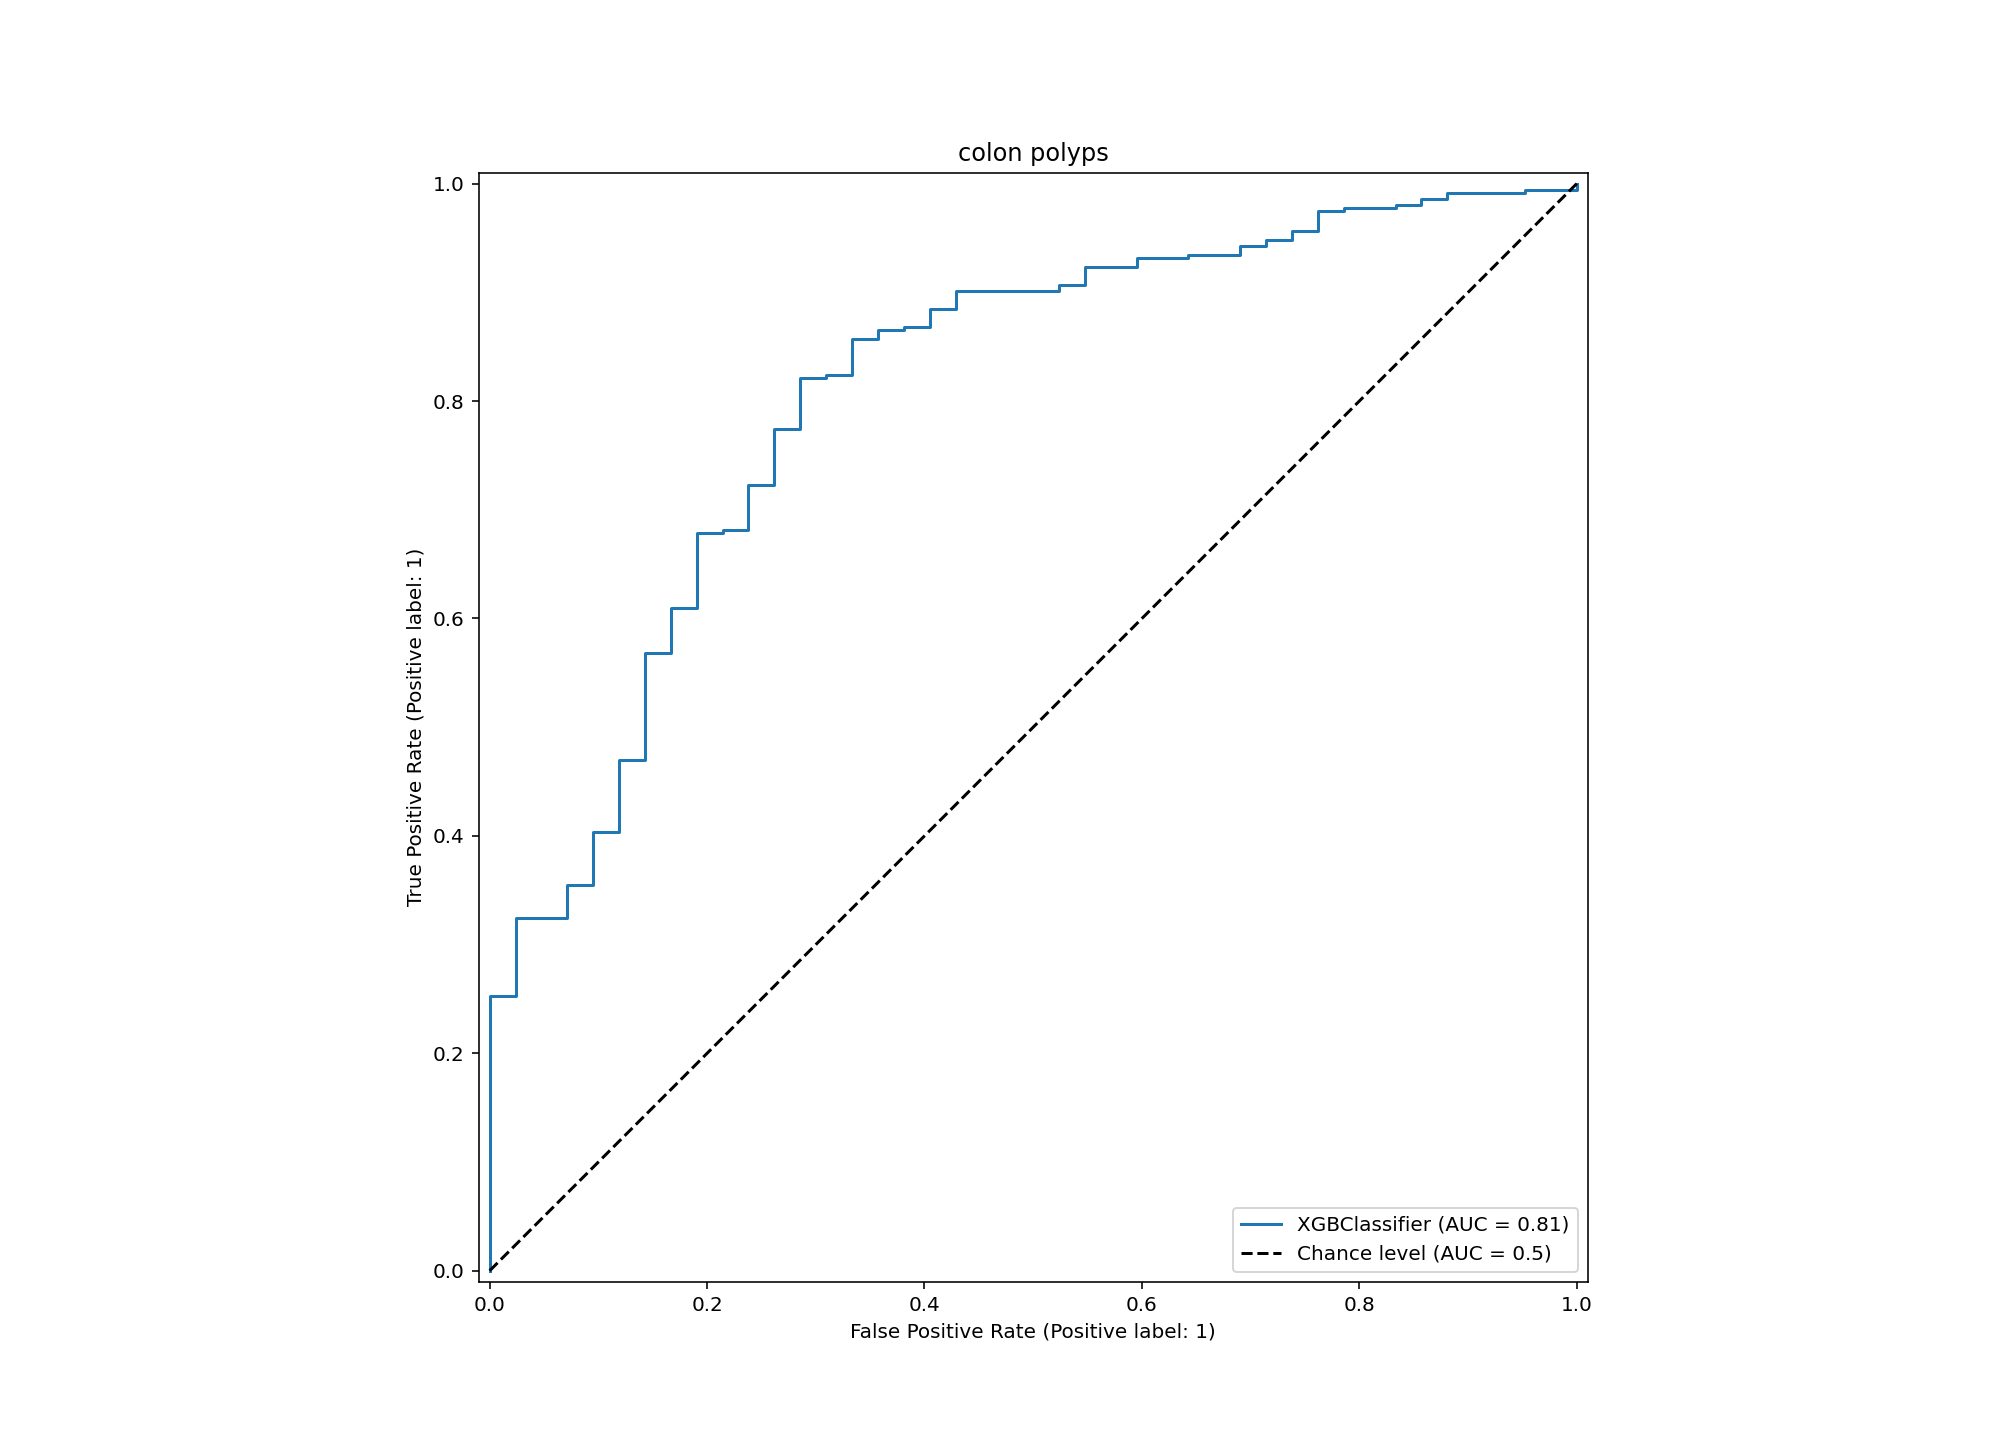 colon polyps
1.0
0.8
0.6
0.4
0.2
0.0
True Positive Rate (Positive label: 1)
0.0 0.2 0.4 0.6 0.8 1.0
False Positive Rate (Positive label: 1)
XGBClassifier (AUC = 0.81)
Chance level (AUC = 0.5)